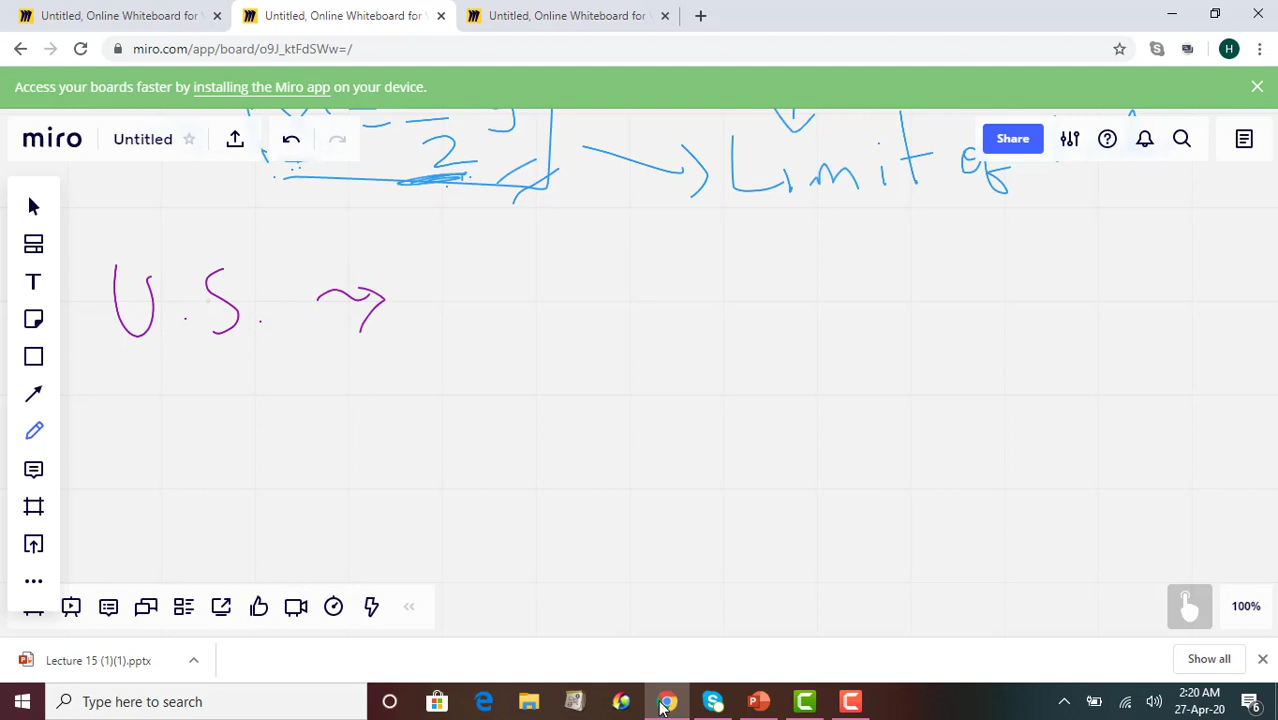 Untitled, Online Whiteboard for V
Untitled, Online Whiteboard for V
Untitled, Online Whiteboard for V
miro.com/app/board/o9J_ktFdSWw=/
H
Access your boards faster by installing the Miro app on your device.
miro Untitled Share
2 Limit of
T
U.S.
100%
Lecture 15 (1)(1).pptx Show all
Type here to search
2:20 AM
27-Apr-20
6